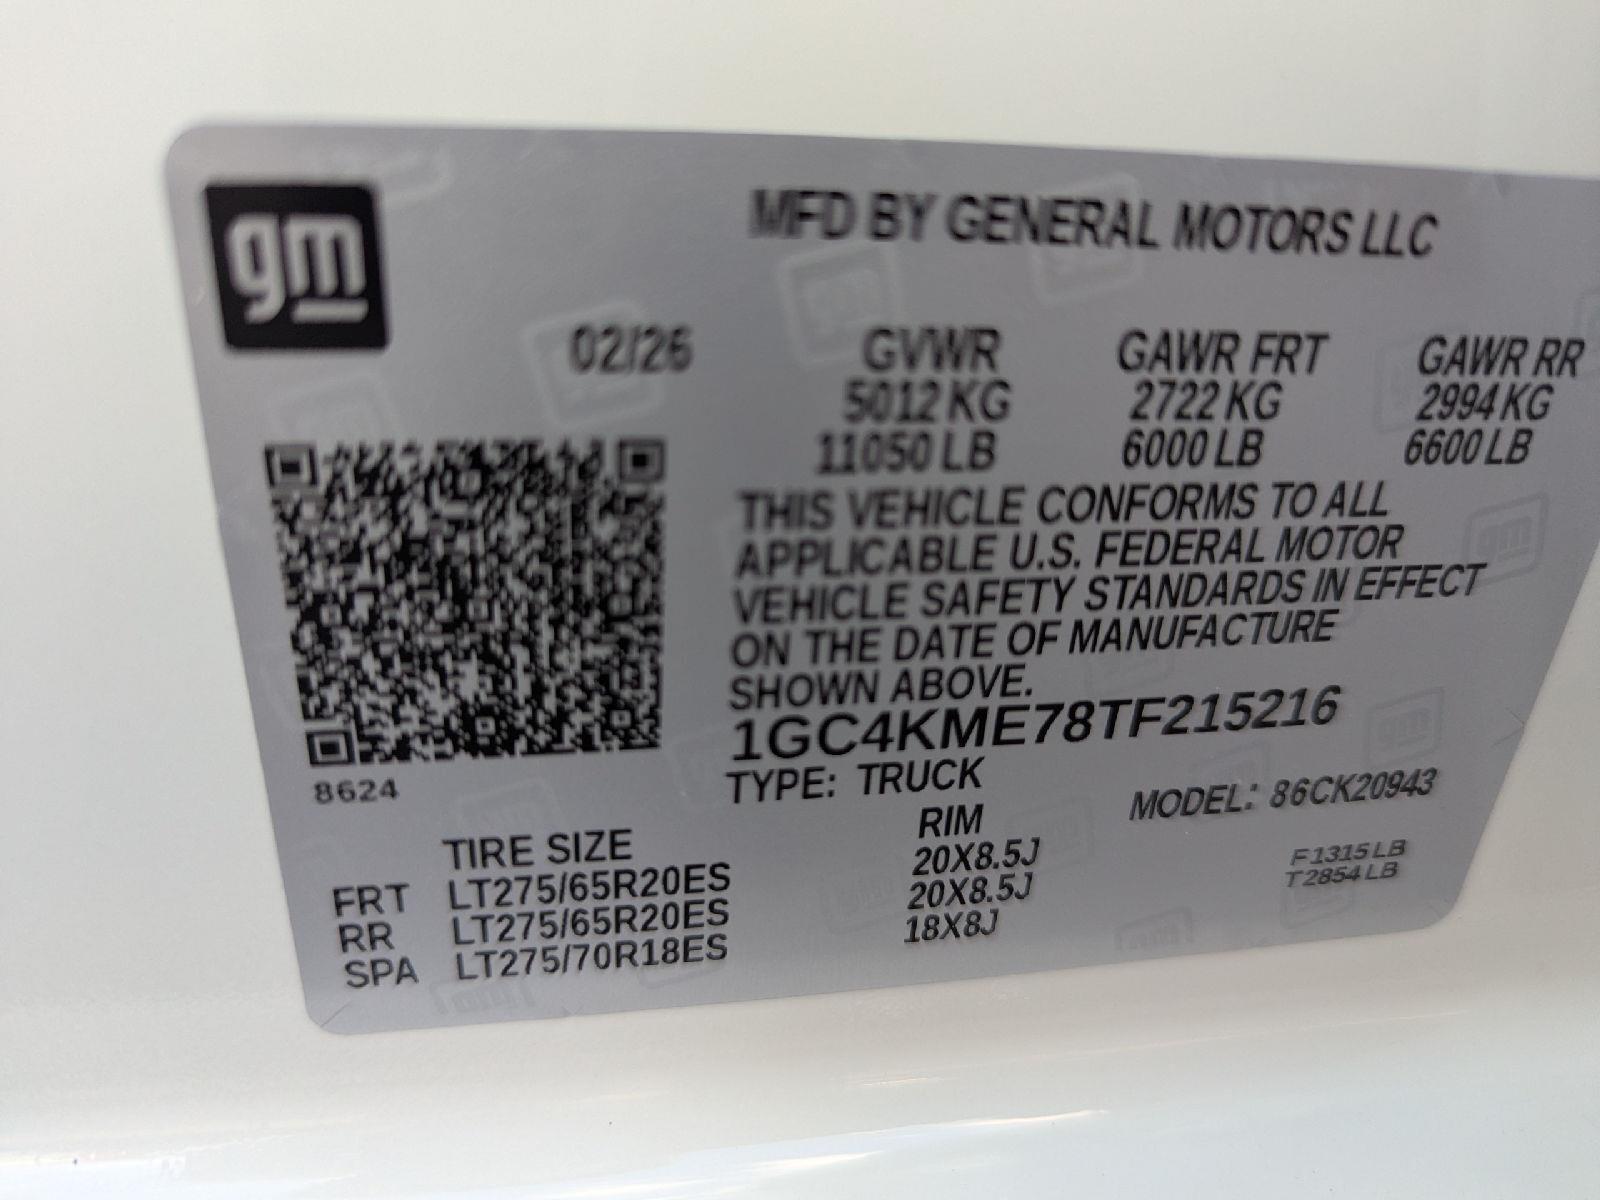 gm
MFD BY GENERAL MOTORS LLC
02/26 GVWR GAWR FRT GAWR RR
5012 KG 2722 KG 2994 KG
11050 LB 6000 LB 6600 LB
THIS VEHICLE CONFORMS TO ALL
APPLICABLE U.S. FEDERAL MOTOR
VEHICLE SAFETY STANDARDS IN EFFECT
ON THE DATE OF MANUFACTURE
SHOWN ABOVE.
1GC4KME78TF215216
8624
TYPE: TRUCK MODEL: 86CK20943
TIRE SIZE RIM
FRT LT275/65R20ES 20X8.5J
RR LT275/65R20ES 20X8.5J
SPA LT275/70R18ES 18X8J
F1315 LB
T2854 LB